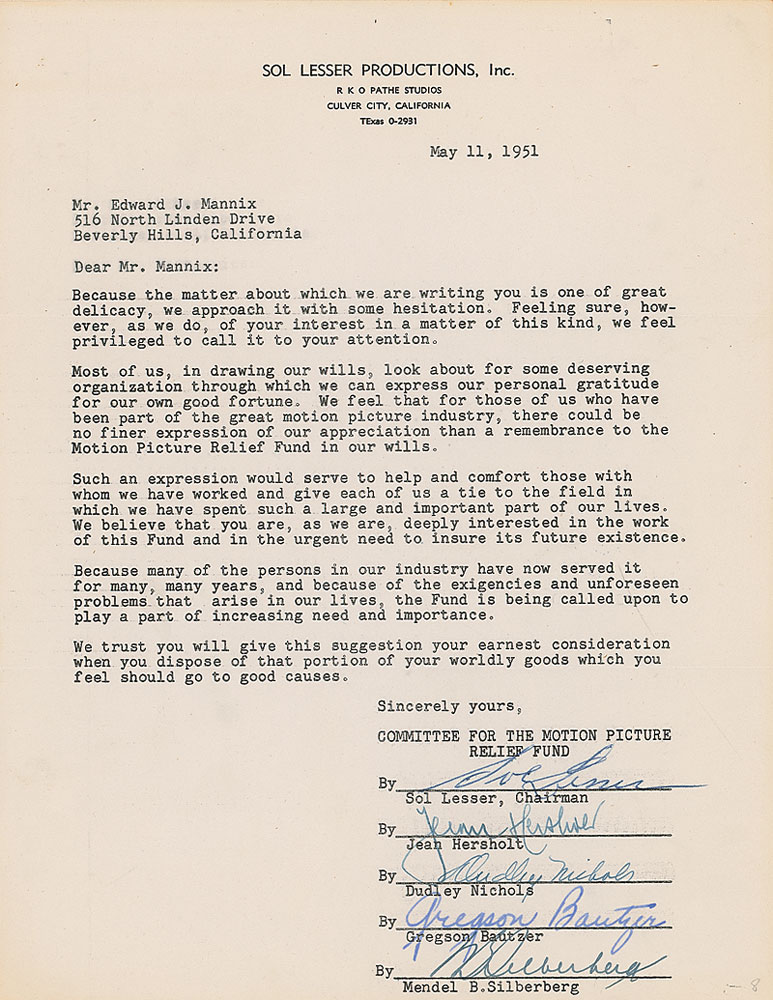 SOL LESSER PRODUCTIONS, Inc.
R K O PATHE STUDIOS
CULVER CITY, CALIFORNIA
TExas 0-2931
May 11, 1951
Mr. Edward J. Mannix
516 North Linden Drive
Beverly Hills, California
Dear Mr. Mannix:
Because the matter about which we are writing you is one of great
delicacy, we approach it with some hesitation. Feeling sure, how-
ever, as we do, of your interest in a matter of this kind, we feel
privileged to call it to your attention.
Most of us, in drawing our wills, look about for some deserving
organization through which we can express our personal gratitude
for our own good fortune. We feel that for those of us who have
been part of the great motion picture industry, there could be
no finer expression of our appreciation than a remembrance to the
Motion Picture Relief Fund in our wills.
Such an expression would serve to help and comfort those with
whom we have worked and give each of us a tie to the field in
which we have spent such a large and important part of our lives.
We believe that you are, as we are, deeply interested in the work
of this Fund and in the urgent need to insure its future existence.
Because many of the persons in our industry have now served it
for many, many years, and because of the exigencies and unforeseen
problems that arise in our lives, the Fund is being called upon to
play a part of increasing need and importance.
We trust you will give this suggestion your earnest consideration
when you dispose of that portion of your worldly goods which you
feel should go to good causes.
Sincerely yours,
COMMITTEE FOR THE MOTION PICTURE
RELIEF FUND
By Sol Lesser
Sol Lesser, Chairman
By Jean Hersholt
Jean Hersholt
By Dudley Nichols
Dudley Nichols
By Gregson Bautzer
Gregson Bautzer
By M B Silberberg
Mendel B.Silberberg
8